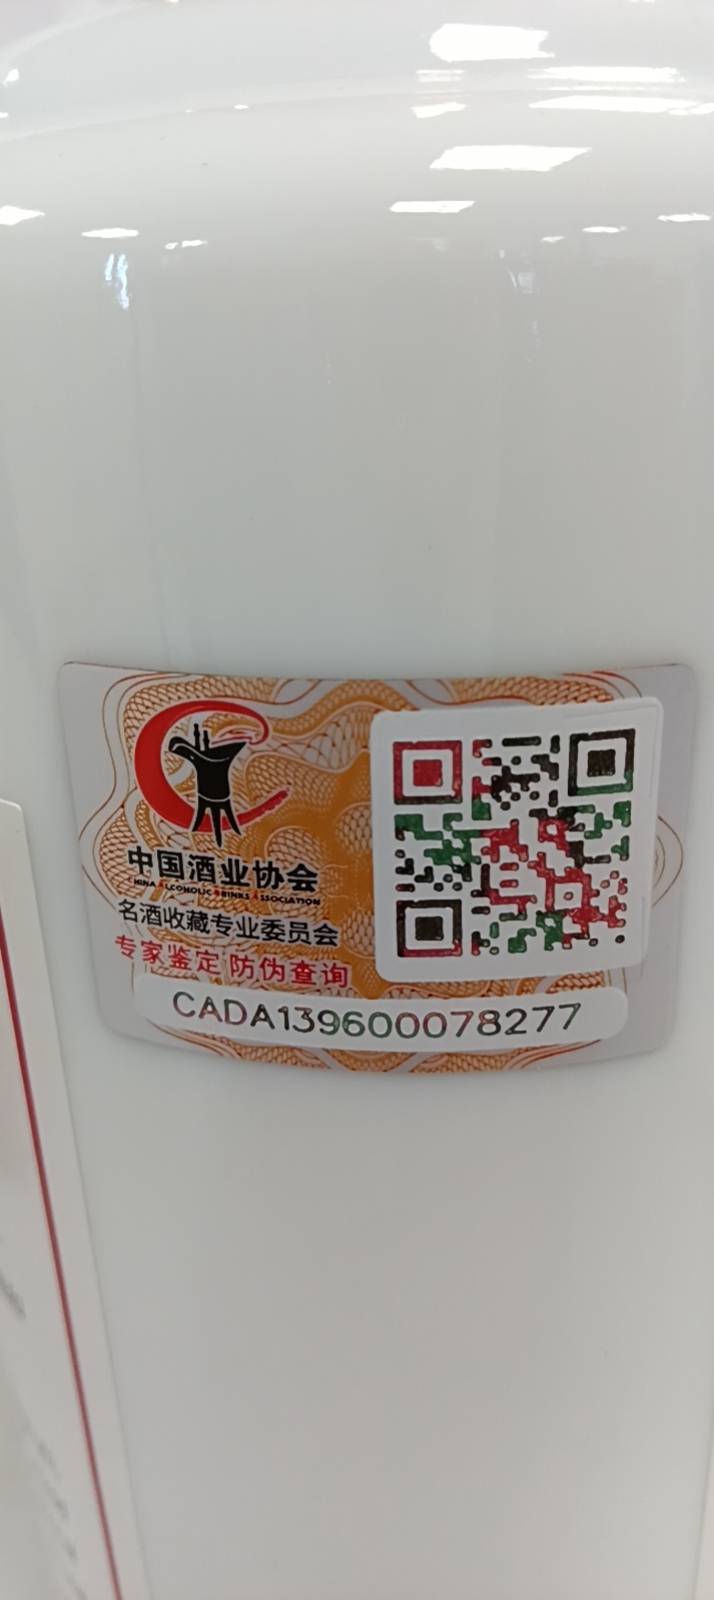 中国酒业协会
CHINA ALCOHOLIC DRINKS ASSOCIATION
名酒收藏专业委员会
专家鉴定 防伪查询
CADA139600078277